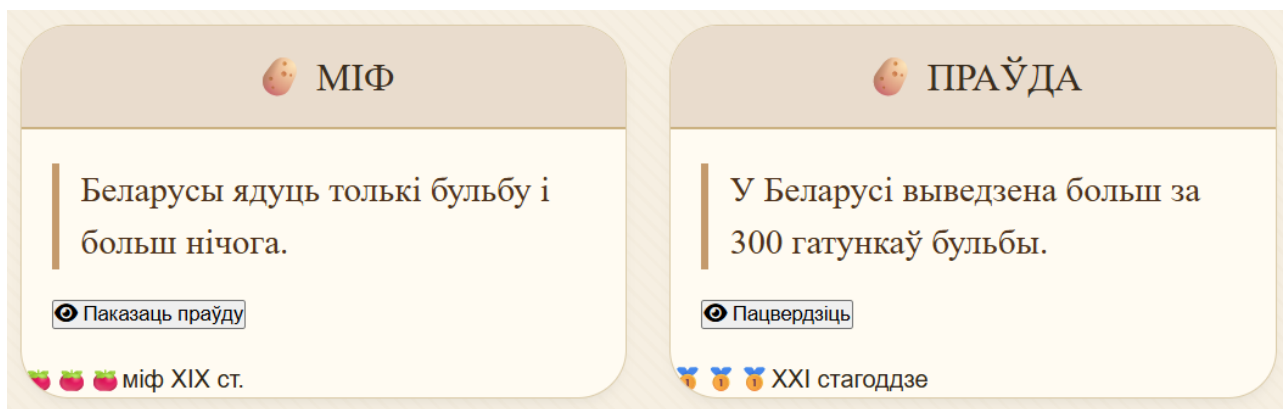 МІФ
Беларусы ядуць толькі бульбу і
больш нічога.
Паказаць праўду
міф XIX ст.
ПРАЎДА
У Беларусі выведзена больш за
300 гатункаў бульбы.
Пацвердзіць
XXI стагоддзе